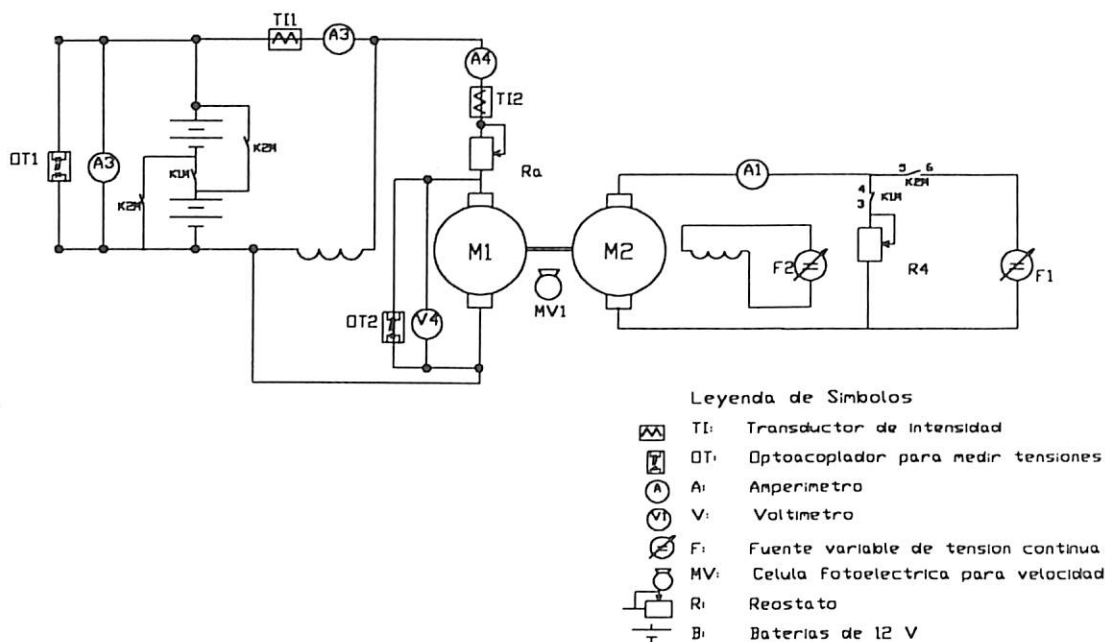 TI1
A3
A4
TI2
OT1
A3
K2M
K1M
K2M
Ra
A1
5 6
K2M
4
K1M
3
M1
M2
F2
R4
F1
MV1
OT2
V4
Leyenda de Simbolos
TI: Transductor de intensidad
OT: Optoacoplador para medir tensiones
A A: Amperimetro
V1 V: Voltimetro
F: Fuente variable de tension continua
MV: Celula fotoelectrica para velocidad
R: Reostato
B: Baterias de 12 V